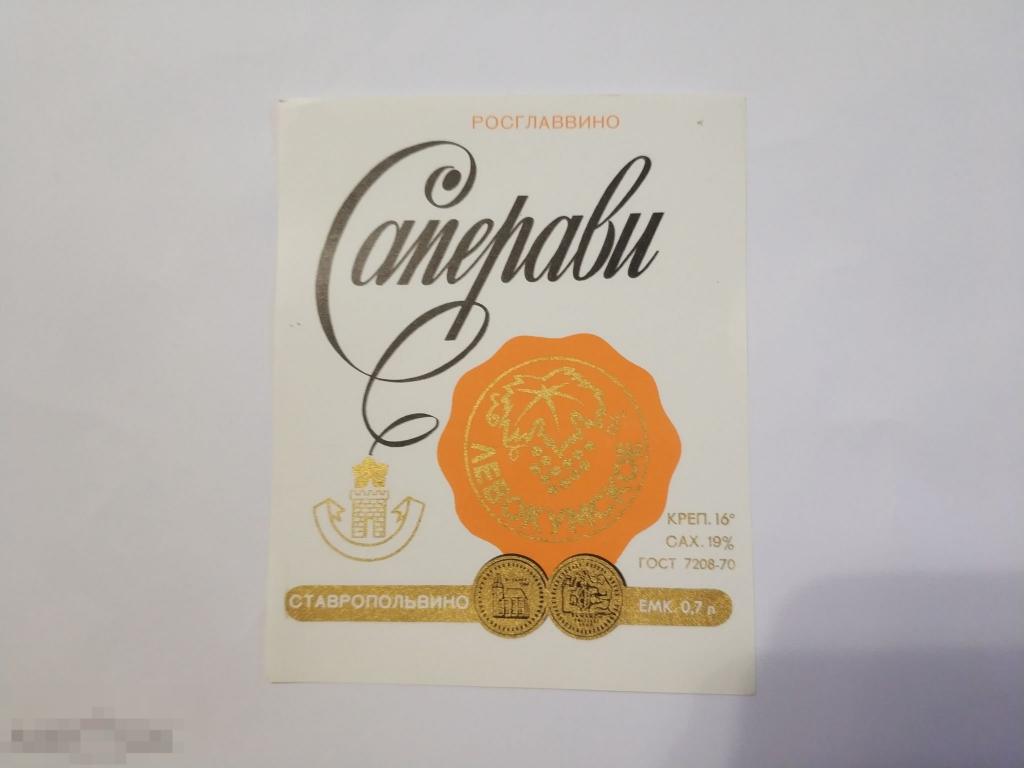 РОСГЛАВВИНО
Саперави
ЛЕВОКУМСКОЕ
КРЕП. 16°
САХ. 19%
ГОСТ 7208-70
СТАВРОПОЛЬВИНО
ЕМК. 0,7 л